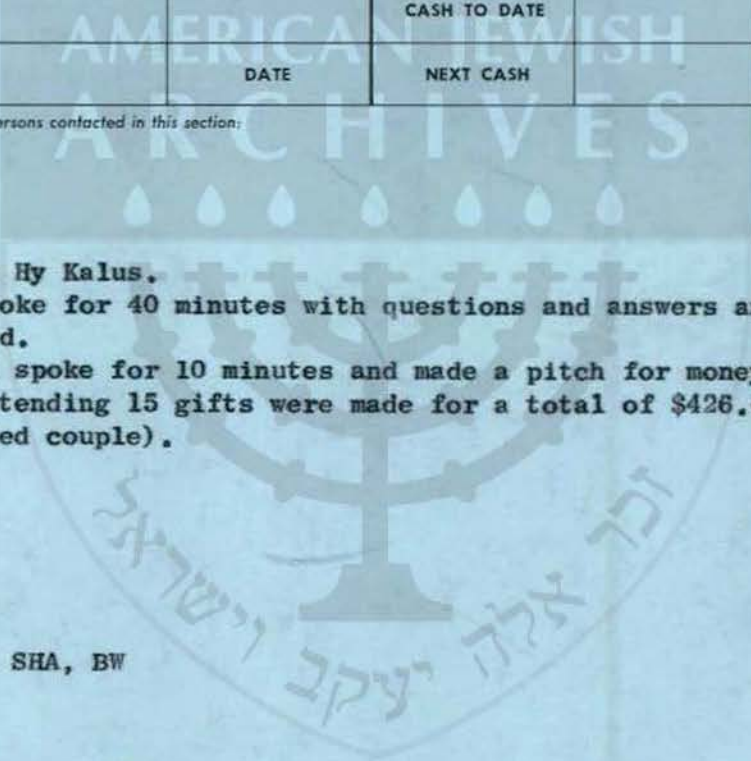 CASH TO DATE
AMERICAN JEWISH
DATE NEXT CASH
ersons contacted in this section:
ARCHIVES
Hy Kalus.
oke for 40 minutes with questions and answers a
d.
spoke for 10 minutes and made a pitch for mone
tending 15 gifts were made for a total of $426.
ed couple).
זכר אלה יעקב וישראל
SHA, BW